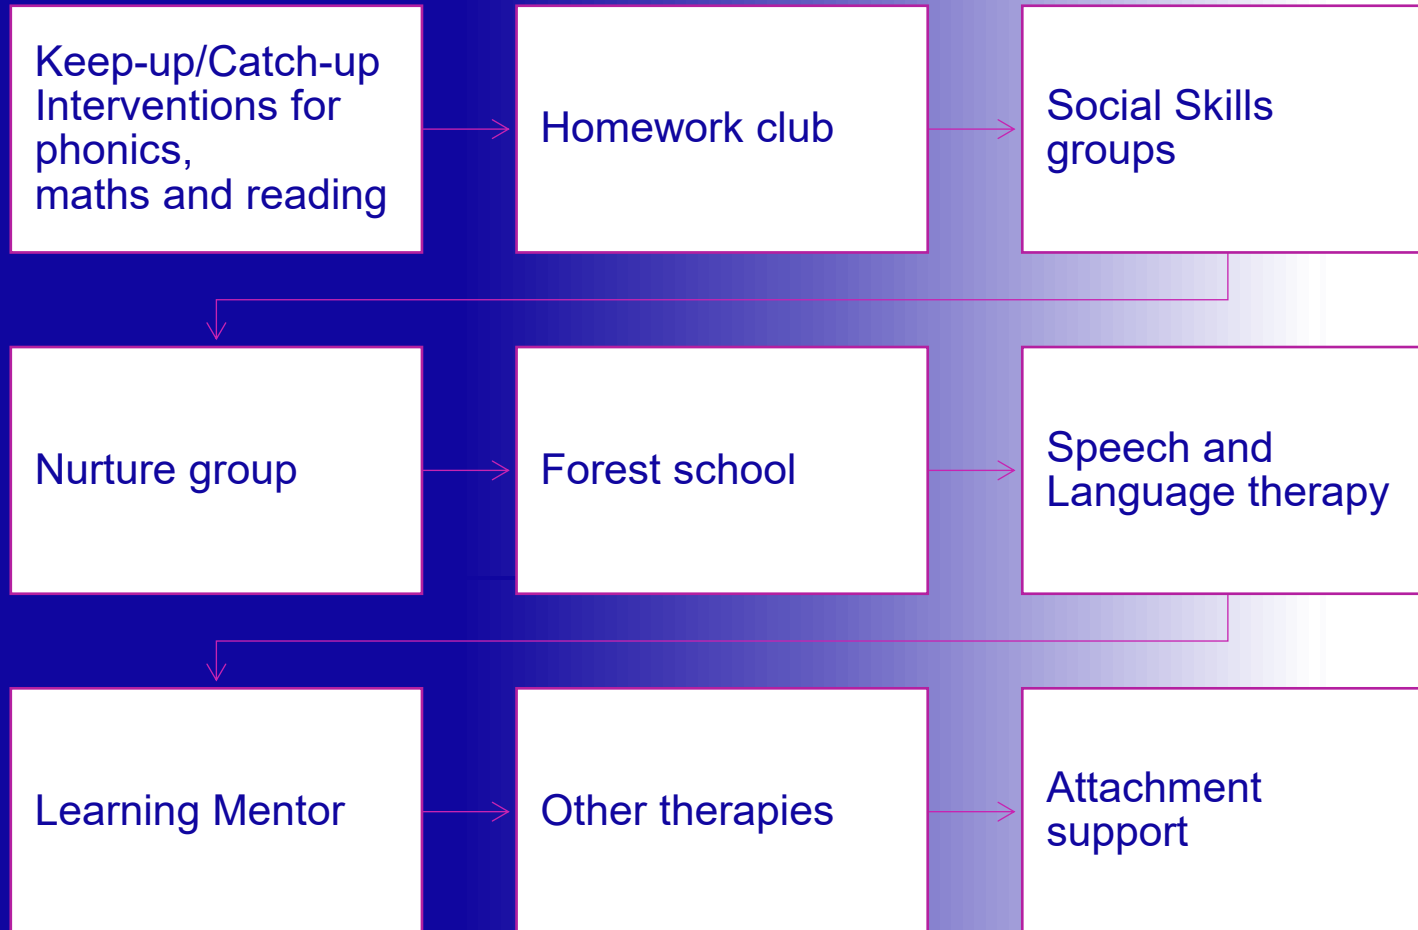 Keep-up/Catch-up
Interventions for
phonics,
maths and reading
Homework club
Social Skills
groups
Nurture group
Forest school
Speech and
Language therapy
Learning Mentor
Other therapies
Attachment
support